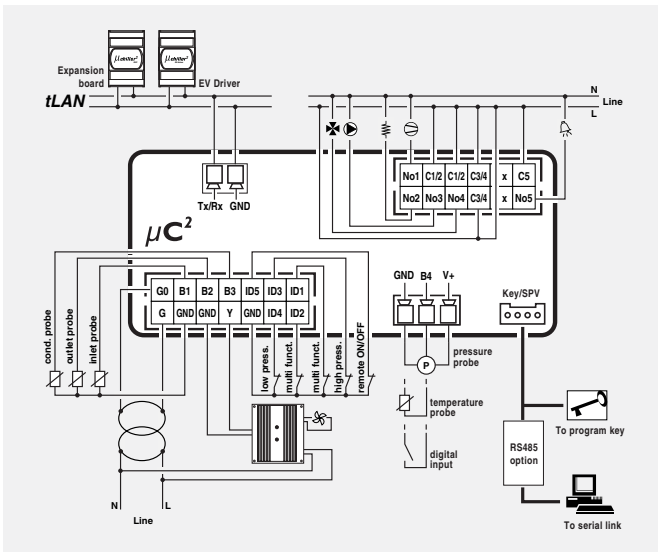 µchiller²
µchiller²
Expansion
board
EV Driver
tLAN
N
Line
L
Tx/Rx GND
No1 C1/2 C1/2 C3/4 x C5
No2 No3 No4 C3/4 x No5
µC²
G0 B1 B2 B3 ID5 ID3 ID1
G GND GND Y GND ID4 ID2
GND B4 V+
Key/SPV
cond. probe
outlet probe
inlet probe
low press.
multi funct.
multi funct.
high press.
remote ON/OFF
P
pressure
probe
temperature
probe
digital
input
To program key
RS485
option
To serial link
N L
Line